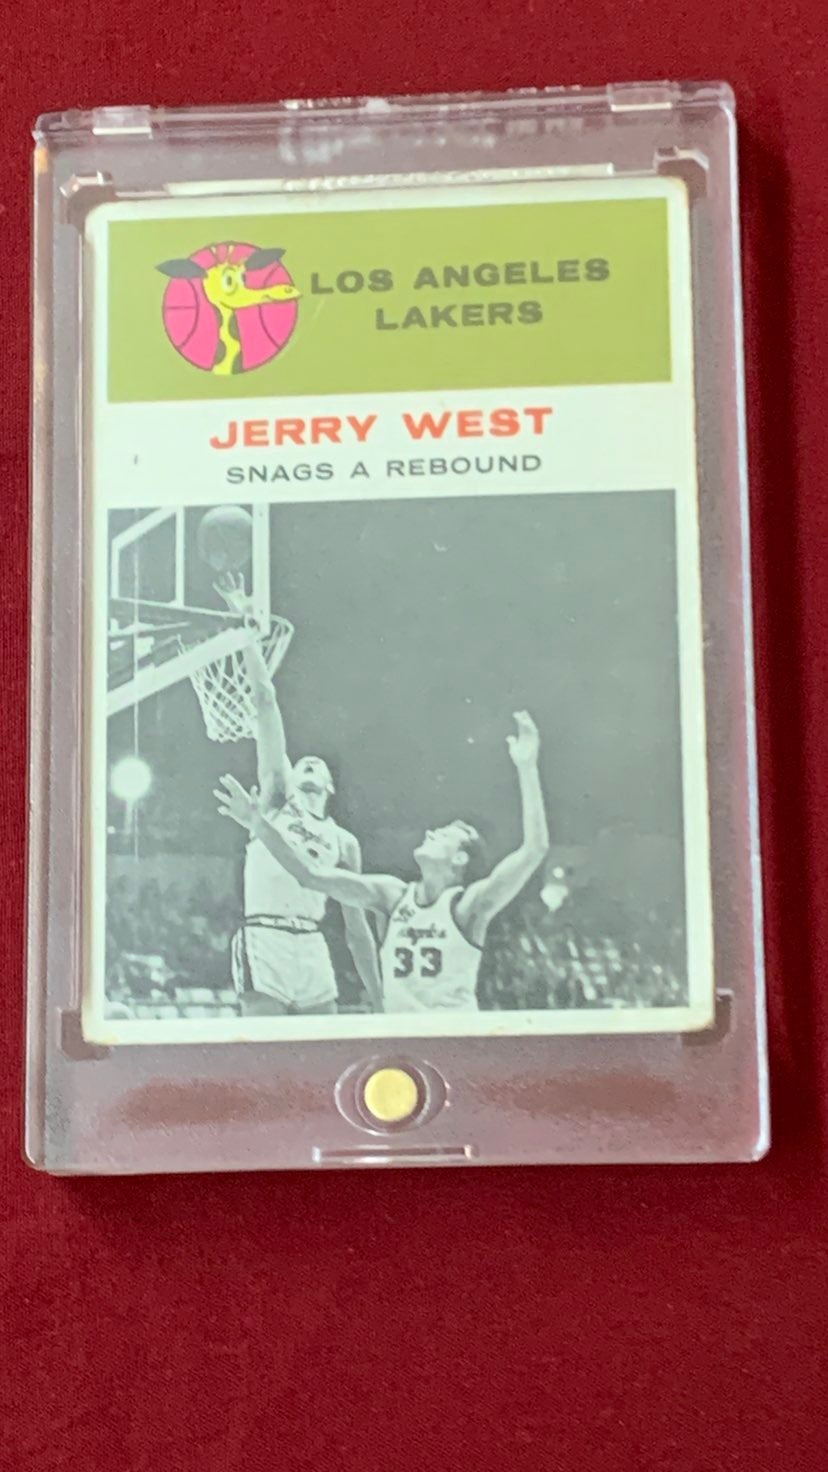 LOS ANGELES
LAKERS
JERRY WEST
SNAGS A REBOUND
33